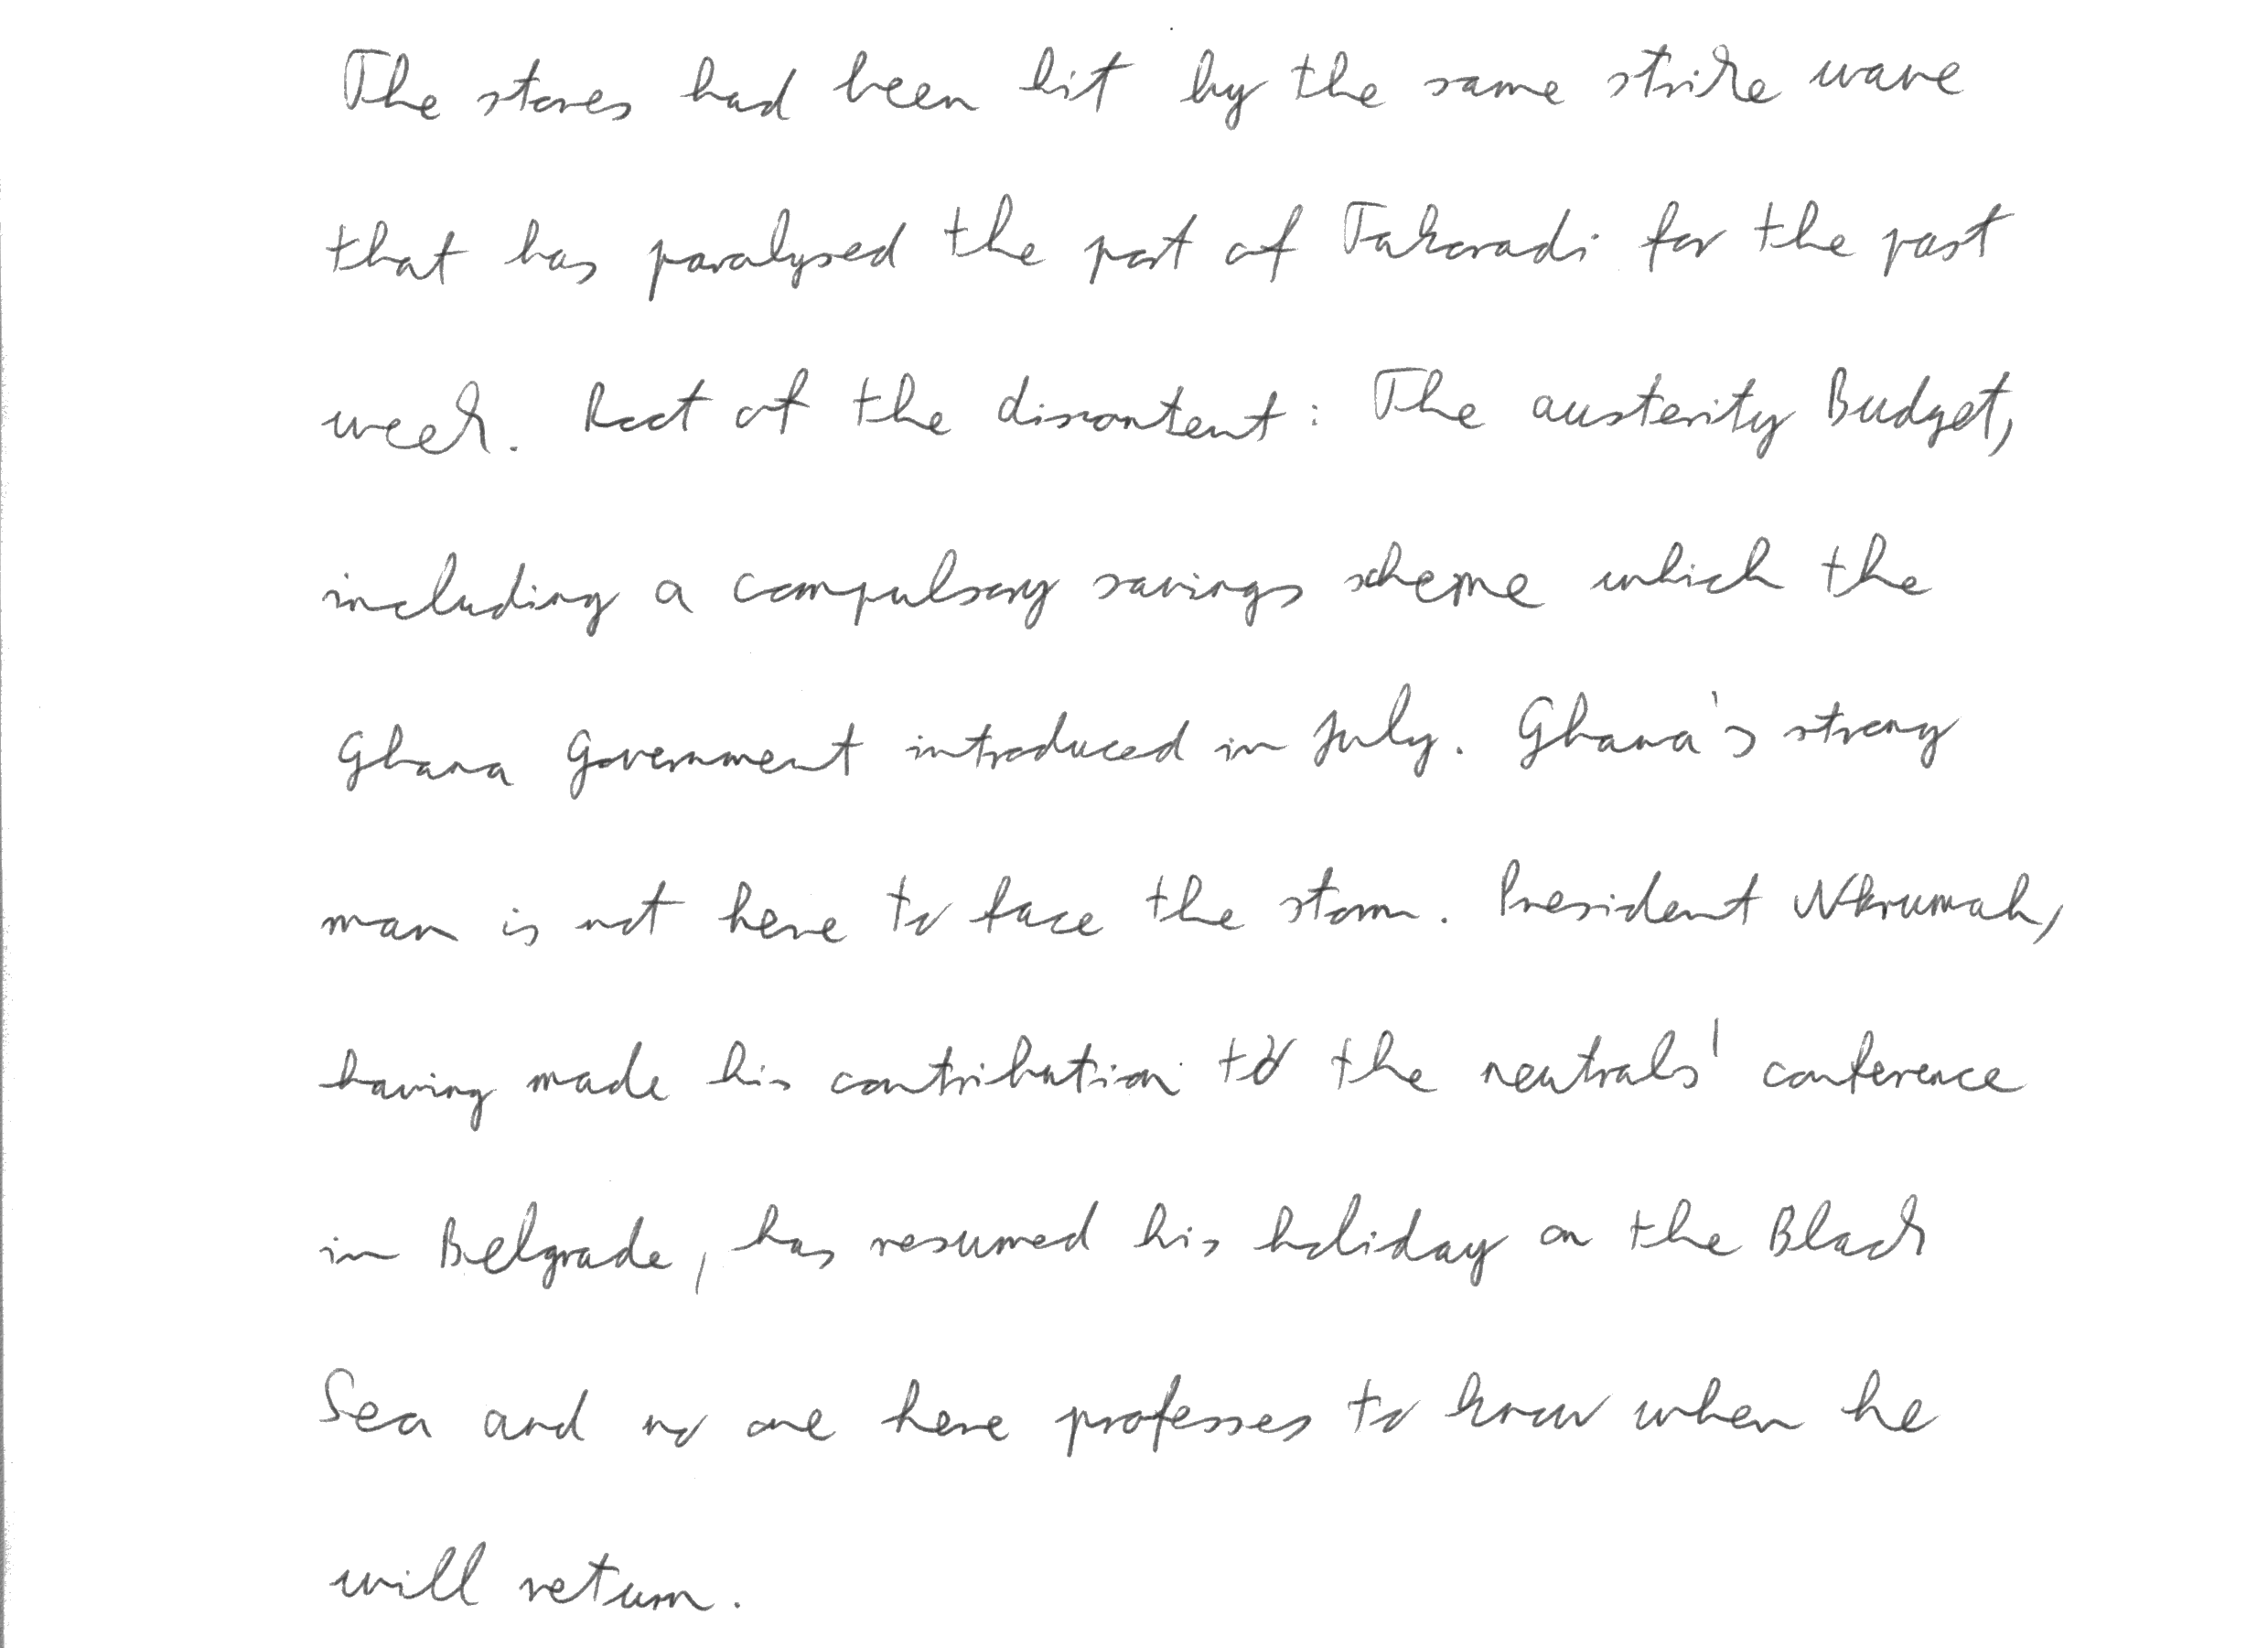 The stores had been hit by the same strike wave
that has paralysed the port of Takoradi for the past
week. Root of the discontent: The austerity Budget,
including a compulsory savings scheme which the
Ghana Government introduced in July. Ghana's strong
man is not here to face the storm. President Nkrumah,
having made his contribution to the neutrals' conference
in Belgrade, has resumed his holiday on the Black
Sea and no one here professes to know when he
will return.